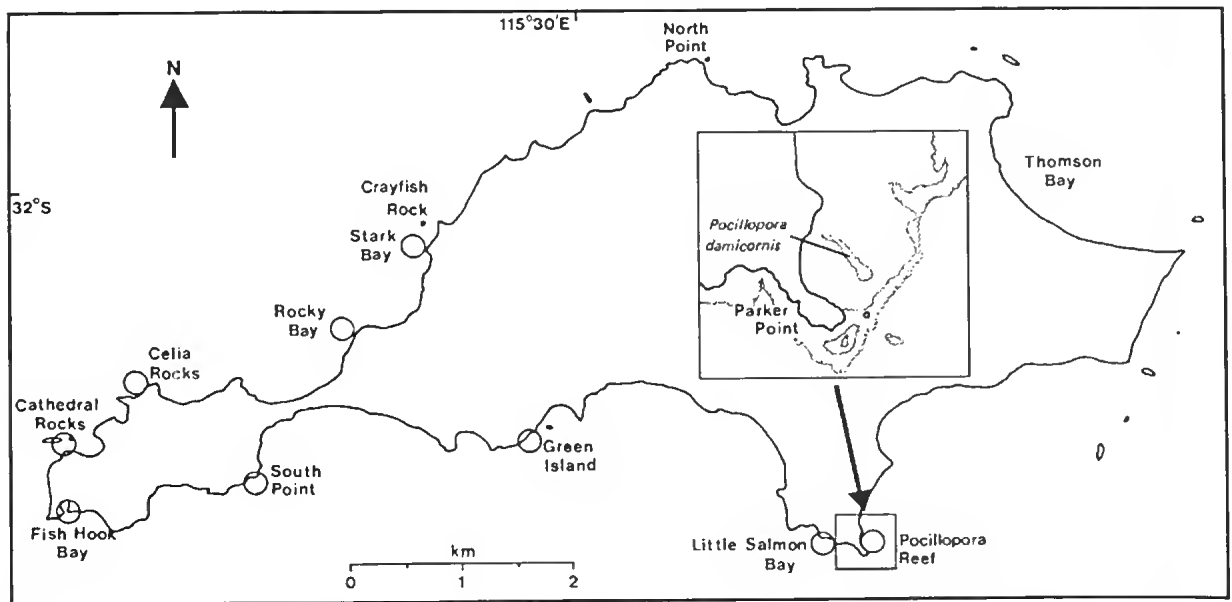 115°30'E
North
Point
N
Thomson
Bay
32°S
Crayfish
Rock
Stark
Bay
Pocillopora
damicornis
Parker
Point
Rocky
Bay
Celia
Rocks
Cathedral
Rocks
Green
Island
South
Point
Fish Hook
Bay
Little Salmon
Bay
Pocillopora
Reef
km
0 1 2